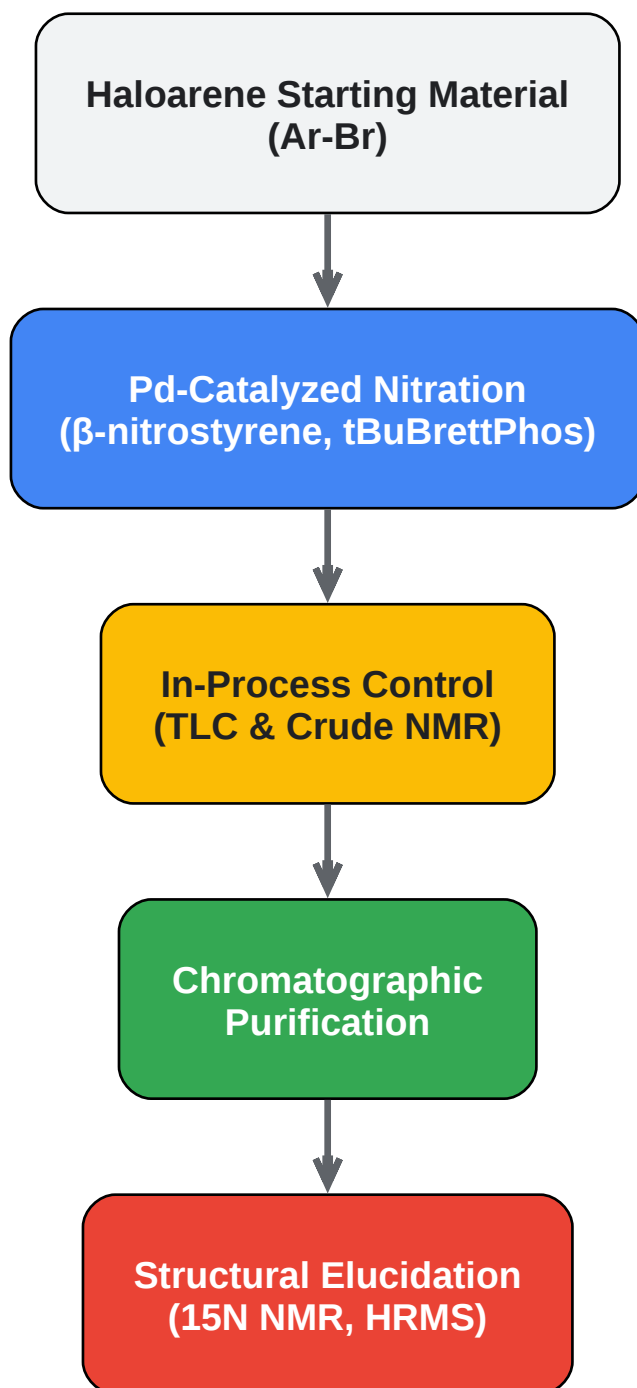 Haloarene Starting Material
(Ar-Br)
Pd-Catalyzed Nitration
(β-nitrostyrene, tBuBrettPhos)
In-Process Control
(TLC & Crude NMR)
Chromatographic
Purification
Structural Elucidation
(15N NMR, HRMS)